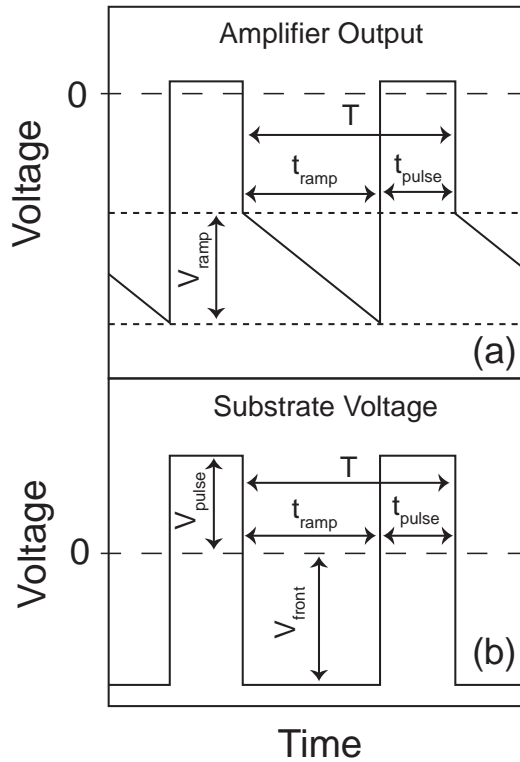 Amplifier Output
0
T
t_ramp
t_pulse
V_ramp
Voltage
(a)
Substrate Voltage
T
V_pulse
t_ramp
t_pulse
0
V_front
Voltage
(b)
Time